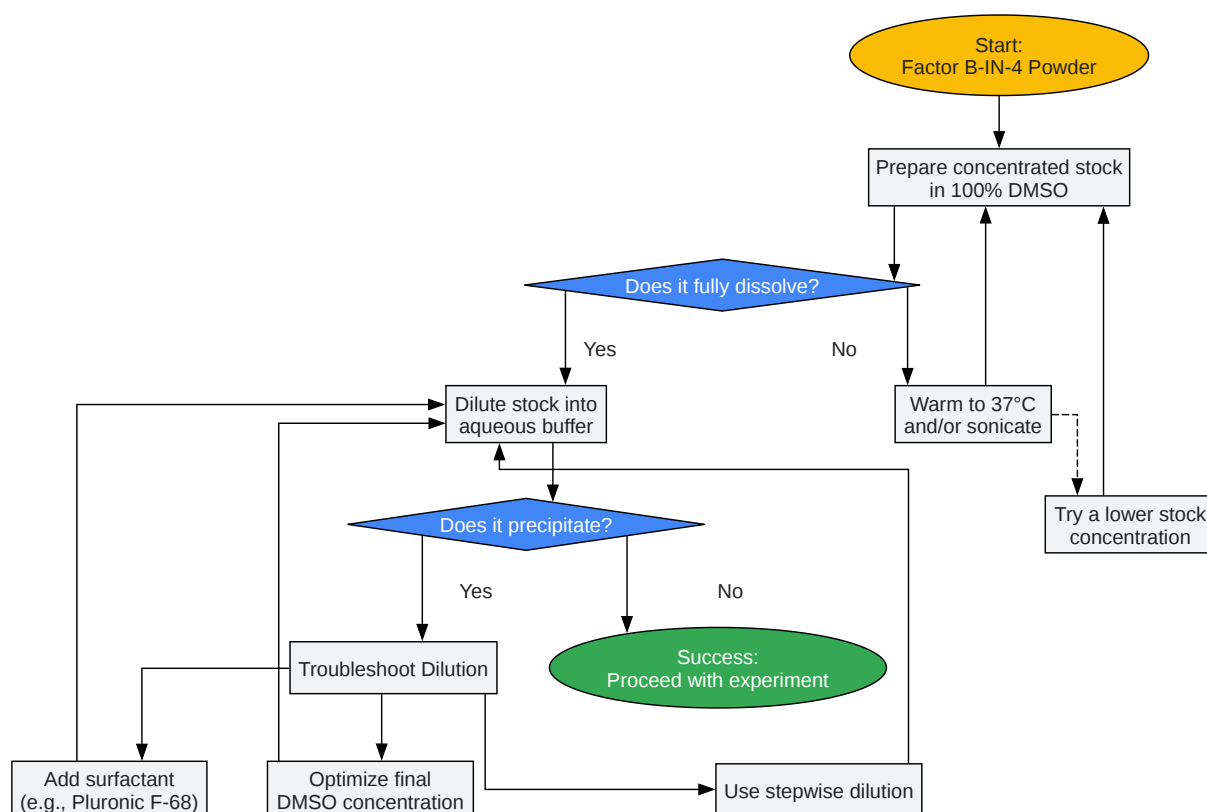 Start:
Factor B-IN-4 Powder
Prepare concentrated stock
in 100% DMSO
Does it fully dissolve?
Yes
No
Dilute stock into
aqueous buffer
Warm to 37°C
and/or sonicate
Does it precipitate?
Try a lower stock
concentration
Yes
No
Troubleshoot Dilution
Success:
Proceed with experiment
Add surfactant
(e.g., Pluronic F-68)
Optimize final
DMSO concentration
Use stepwise dilution